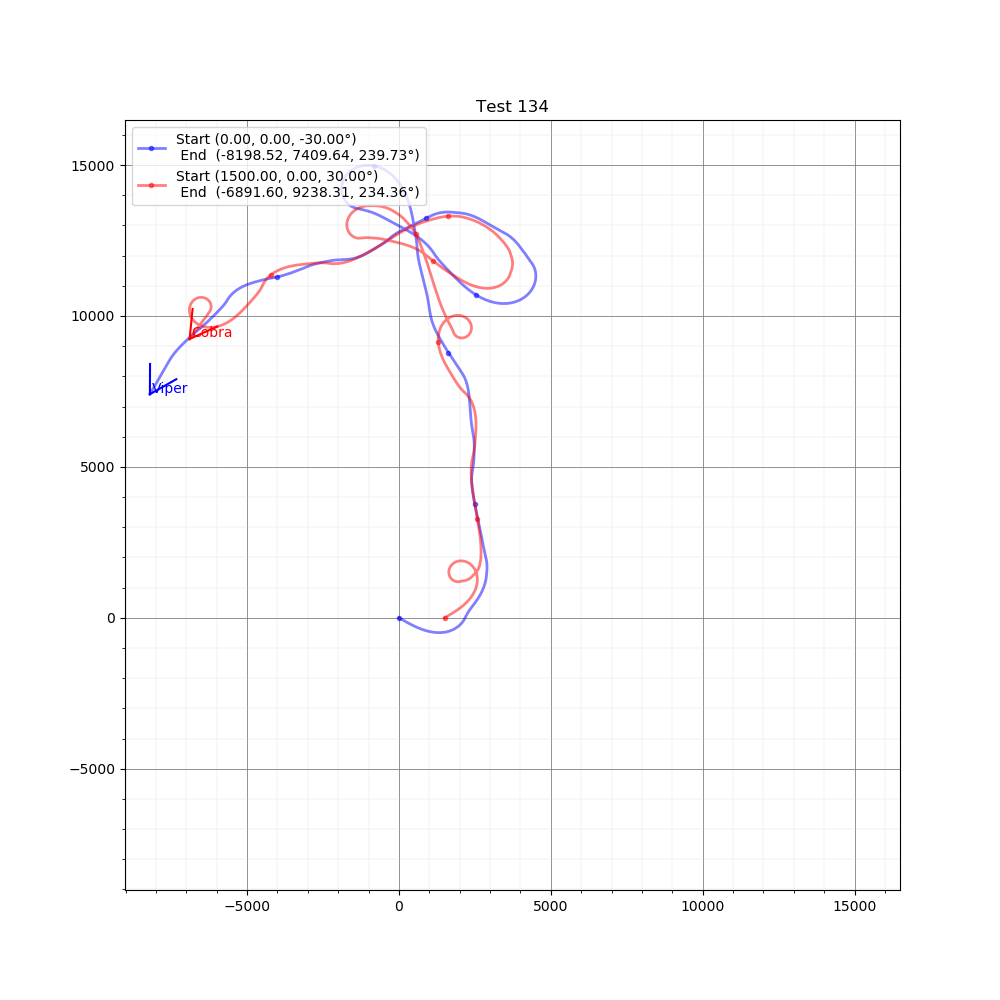 Test 134
Start (0.00, 0.00, -30.00°)
End (-8198.52, 7409.64, 239.73°)
Start (1500.00, 0.00, 30.00°)
End (-6891.60, 9238.31, 234.36°)
15000
10000
5000
0
−5000
Cobra
Viper
−5000 0 5000 10000 15000